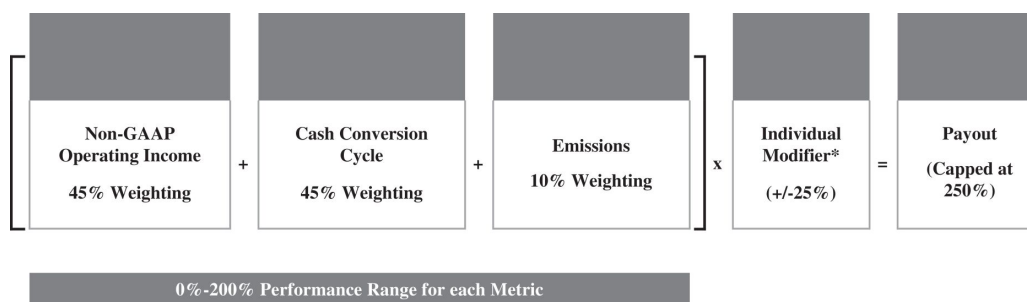 Non-GAAP
Operating Income
45% Weighting
+
Cash Conversion
Cycle
45% Weighting
+
Emissions
10% Weighting
x
Individual
Modifier*
(+/-25%)
=
Payout
(Capped at
250%)
0%-200% Performance Range for each Metric